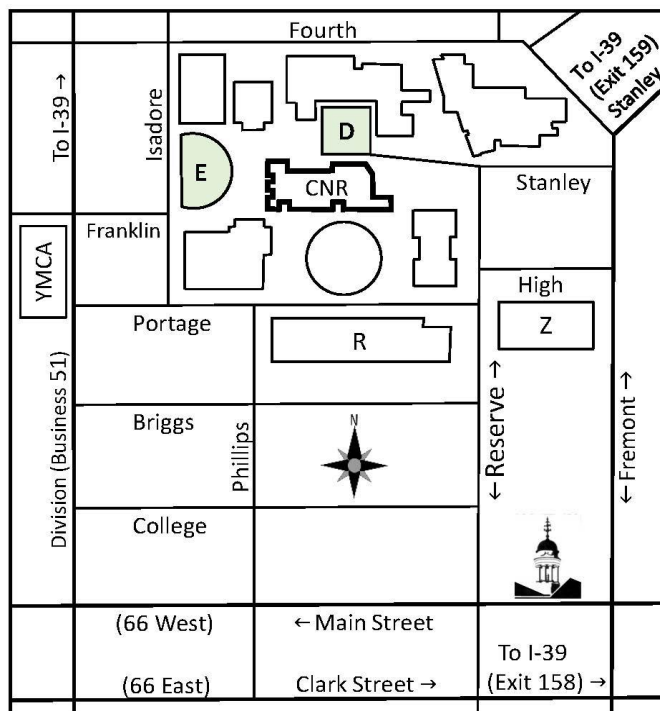 Fourth
To I-39 →
Isadore
To I-39
(Exit 159)
Stanley
D
E
CNR
Stanley
Franklin
YMCA
High
Portage
R
Z
Division (Business 51)
Briggs
Phillips
N
← Reserve →
← Fremont →
College
(66 West)
← Main Street
To I-39
(Exit 158) →
(66 East)
Clark Street →